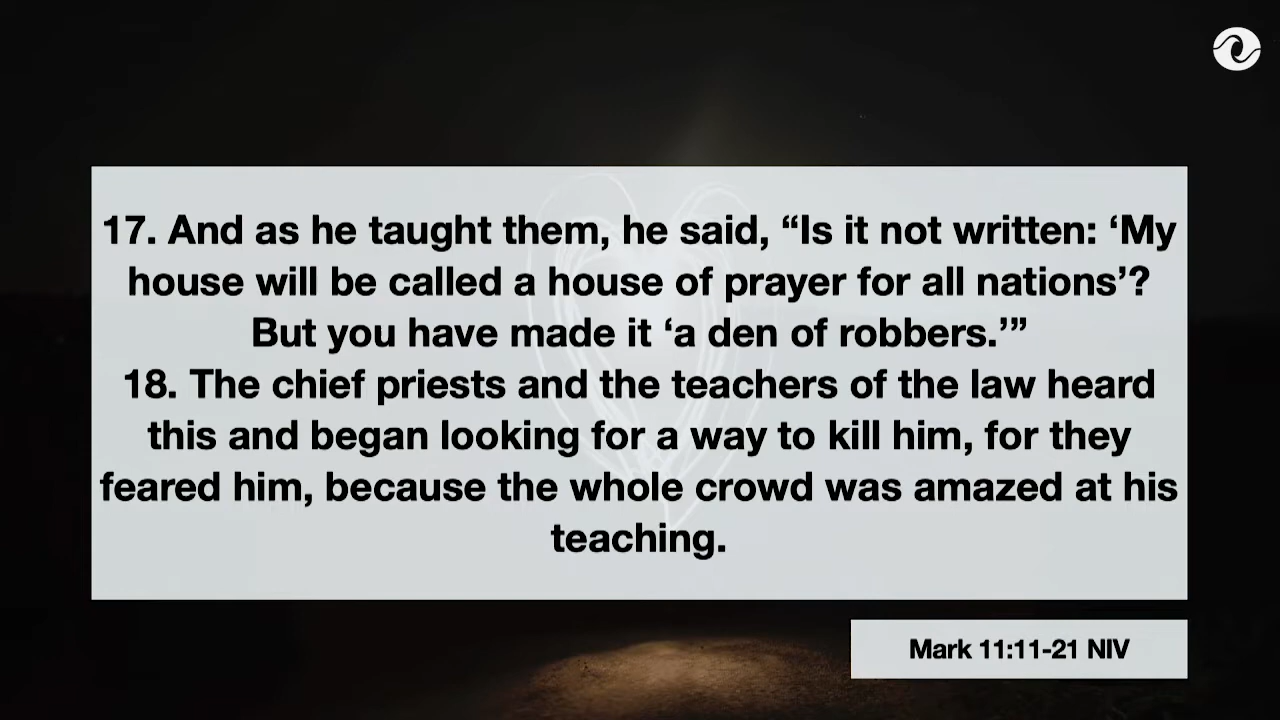 17. And as he taught them, he said, “Is it not written: ‘My
house will be called a house of prayer for all nations’?
But you have made it ‘a den of robbers.’”
18. The chief priests and the teachers of the law heard
this and began looking for a way to kill him, for they
feared him, because the whole crowd was amazed at his
teaching.
Mark 11:11-21 NIV